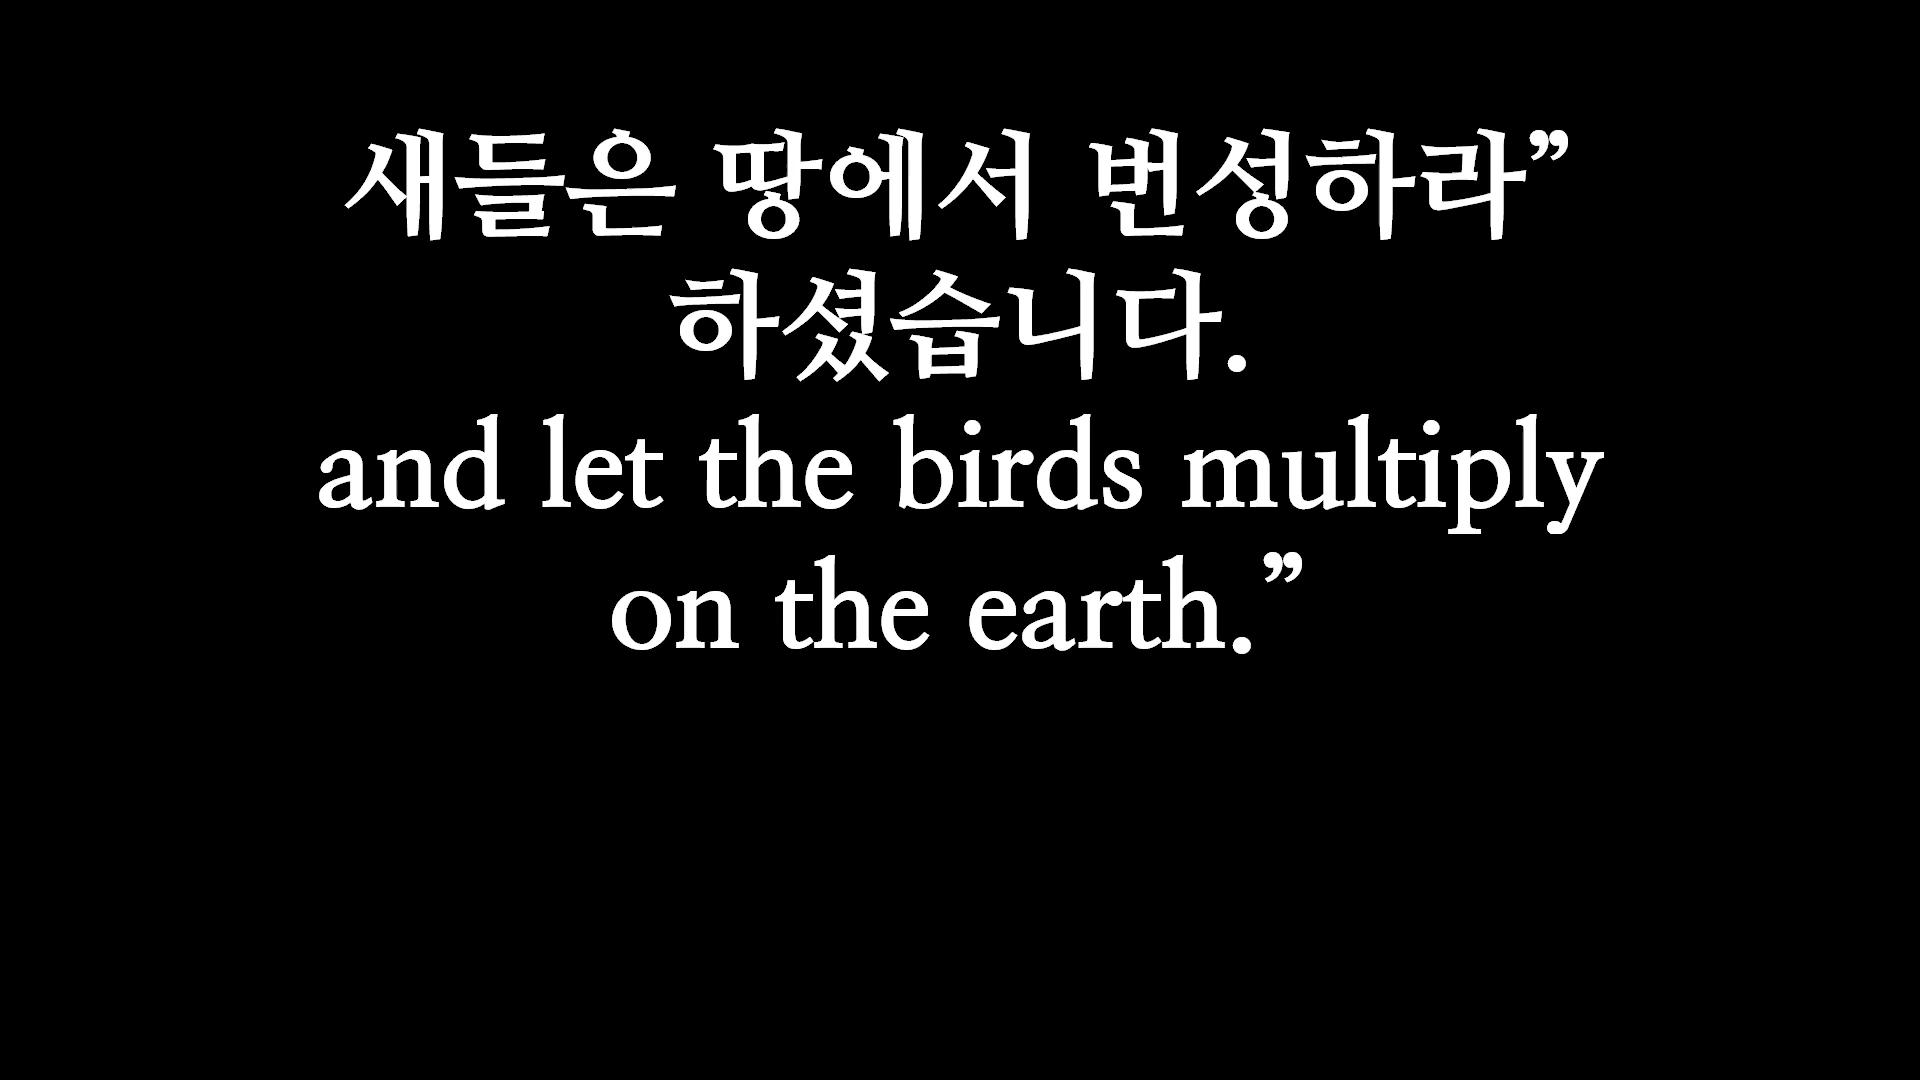 새들은 땅에서 번성하라”
하셨습니다.
and let the birds multiply
on the earth.”